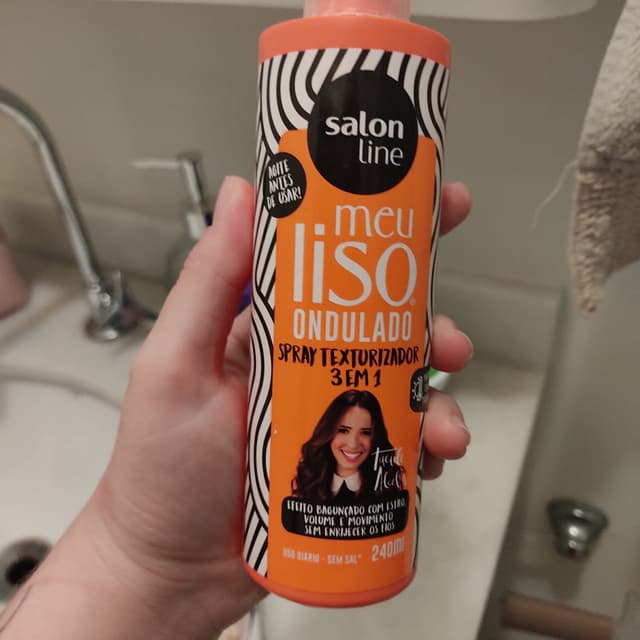 salon
line
AGITE
ANTES
DE USAR!
meu
liso
ONDULADO
SPRAY TEXTURIZADOR
3 EM 1
EFEITO BAGUNÇADO COM ESTILO,
VOLUME E MOVIMENTO
SEM ENRIJECER OS FIOS
USO DIÁRIO - SEM SAL*
240ml